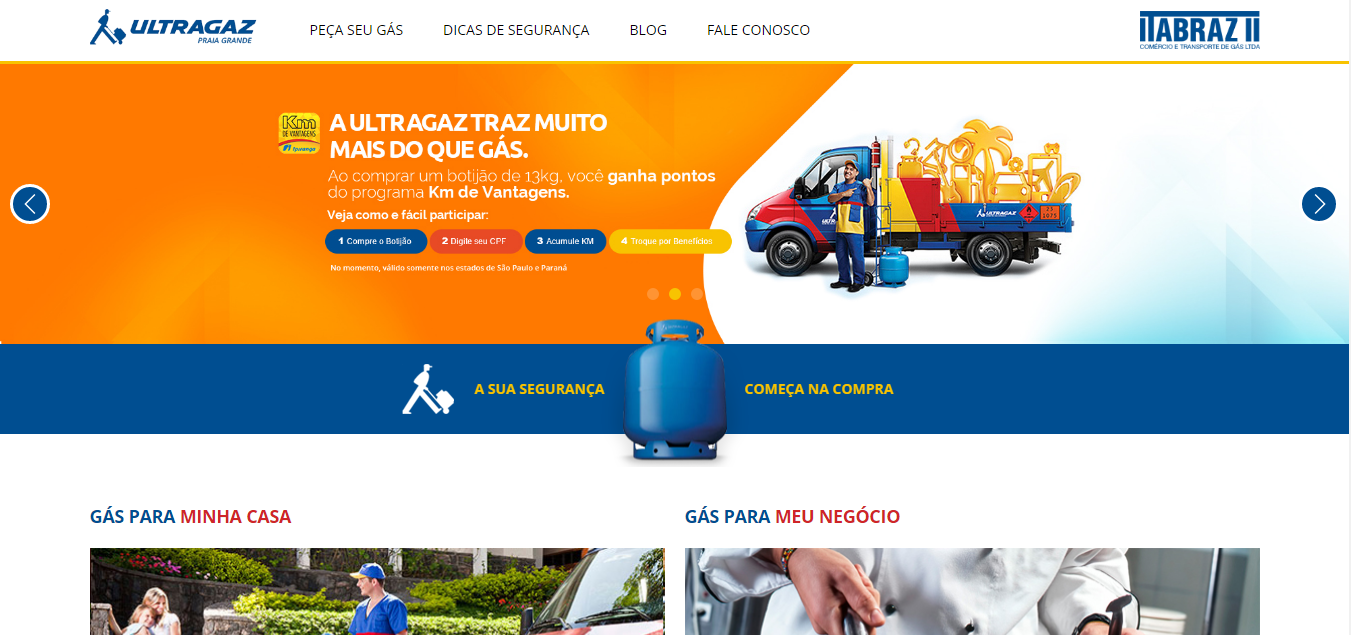 ULTRAGAZ
PRAIA GRANDE
PEÇA SEU GÁS
DICAS DE SEGURANÇA
BLOG
FALE CONOSCO
ITABRAZ II
COMÉRCIO E TRANSPORTE DE GÁS LTDA
Km
DE VANTAGENS
Ipiranga
A ULTRAGAZ TRAZ MUITO
MAIS DO QUE GÁS.
Ao comprar um botijão de 13kg, você ganha pontos
do programa Km de Vantagens.
Veja como e fácil participar:
1 Compre o Botijão
2 Digite seu CPF
3 Acumule KM
4 Troque por Benefícios
No momento, válido somente nos estados de São Paulo e Paraná
ULTRAGAZ
23
1075
A SUA SEGURANÇA
COMEÇA NA COMPRA
GÁS PARA MINHA CASA
GÁS PARA MEU NEGÓCIO